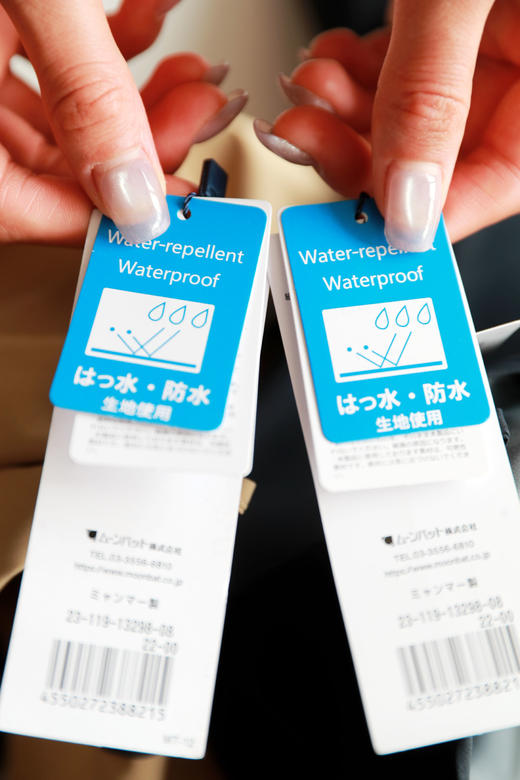 Water-repellent
Waterproof
はっ水・防水
生地使用
ムーンバット株式会社
TEL.03-3556-6810
https://www.moonbat.co.jp
ミャンマー製
23-119-13298-08
22-00
4550272388215
MT-12
Water-repellent
Waterproof
はっ水・防水
生地使用
ムーンバット株式会社
TEL.03-3556-6810
https://www.moonbat.co.jp
ミャンマー製
23-119-13298-08
22-00
455027238821